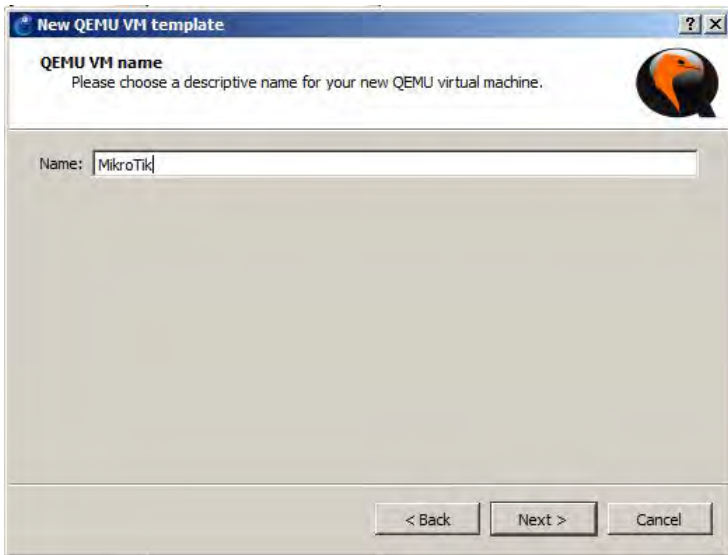 New QEMU VM template
QEMU VM name
Please choose a descriptive name for your new QEMU virtual machine.
Name: MikroTik
< Back Next > Cancel